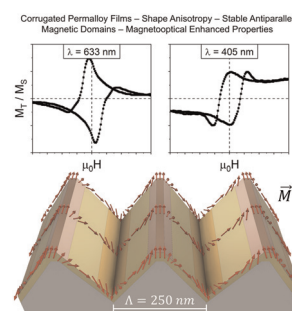 Corrugated Permalloy Films – Shape Anisotropy – Stable Antiparallel
Magnetic Domains – Magnetooptical Enhanced Properties
λ = 633 nm
λ = 405 nm
M_T / M_S
μ₀H
μ₀H
M⃗
Λ = 250 nm